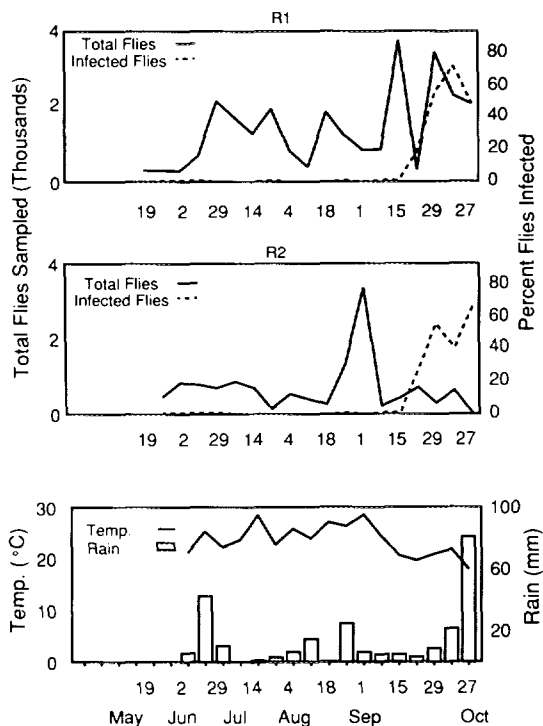 R1
Total Flies
Infected Flies
4
2
0
80
60
40
20
0
19 2 29 14 4 18 1 15 29 27
R2
Total Flies
Infected Flies
4
2
0
80
60
40
20
0
19 2 29 14 4 18 1 15 29 27
Total Flies Sampled (Thousands)
Percent Flies Infected
Temp.
Rain
30
20
10
0
100
60
20
Temp. (°C)
Rain (mm)
19 2 29 14 4 18 1 15 29 27
May Jun Jul Aug Sep Oct